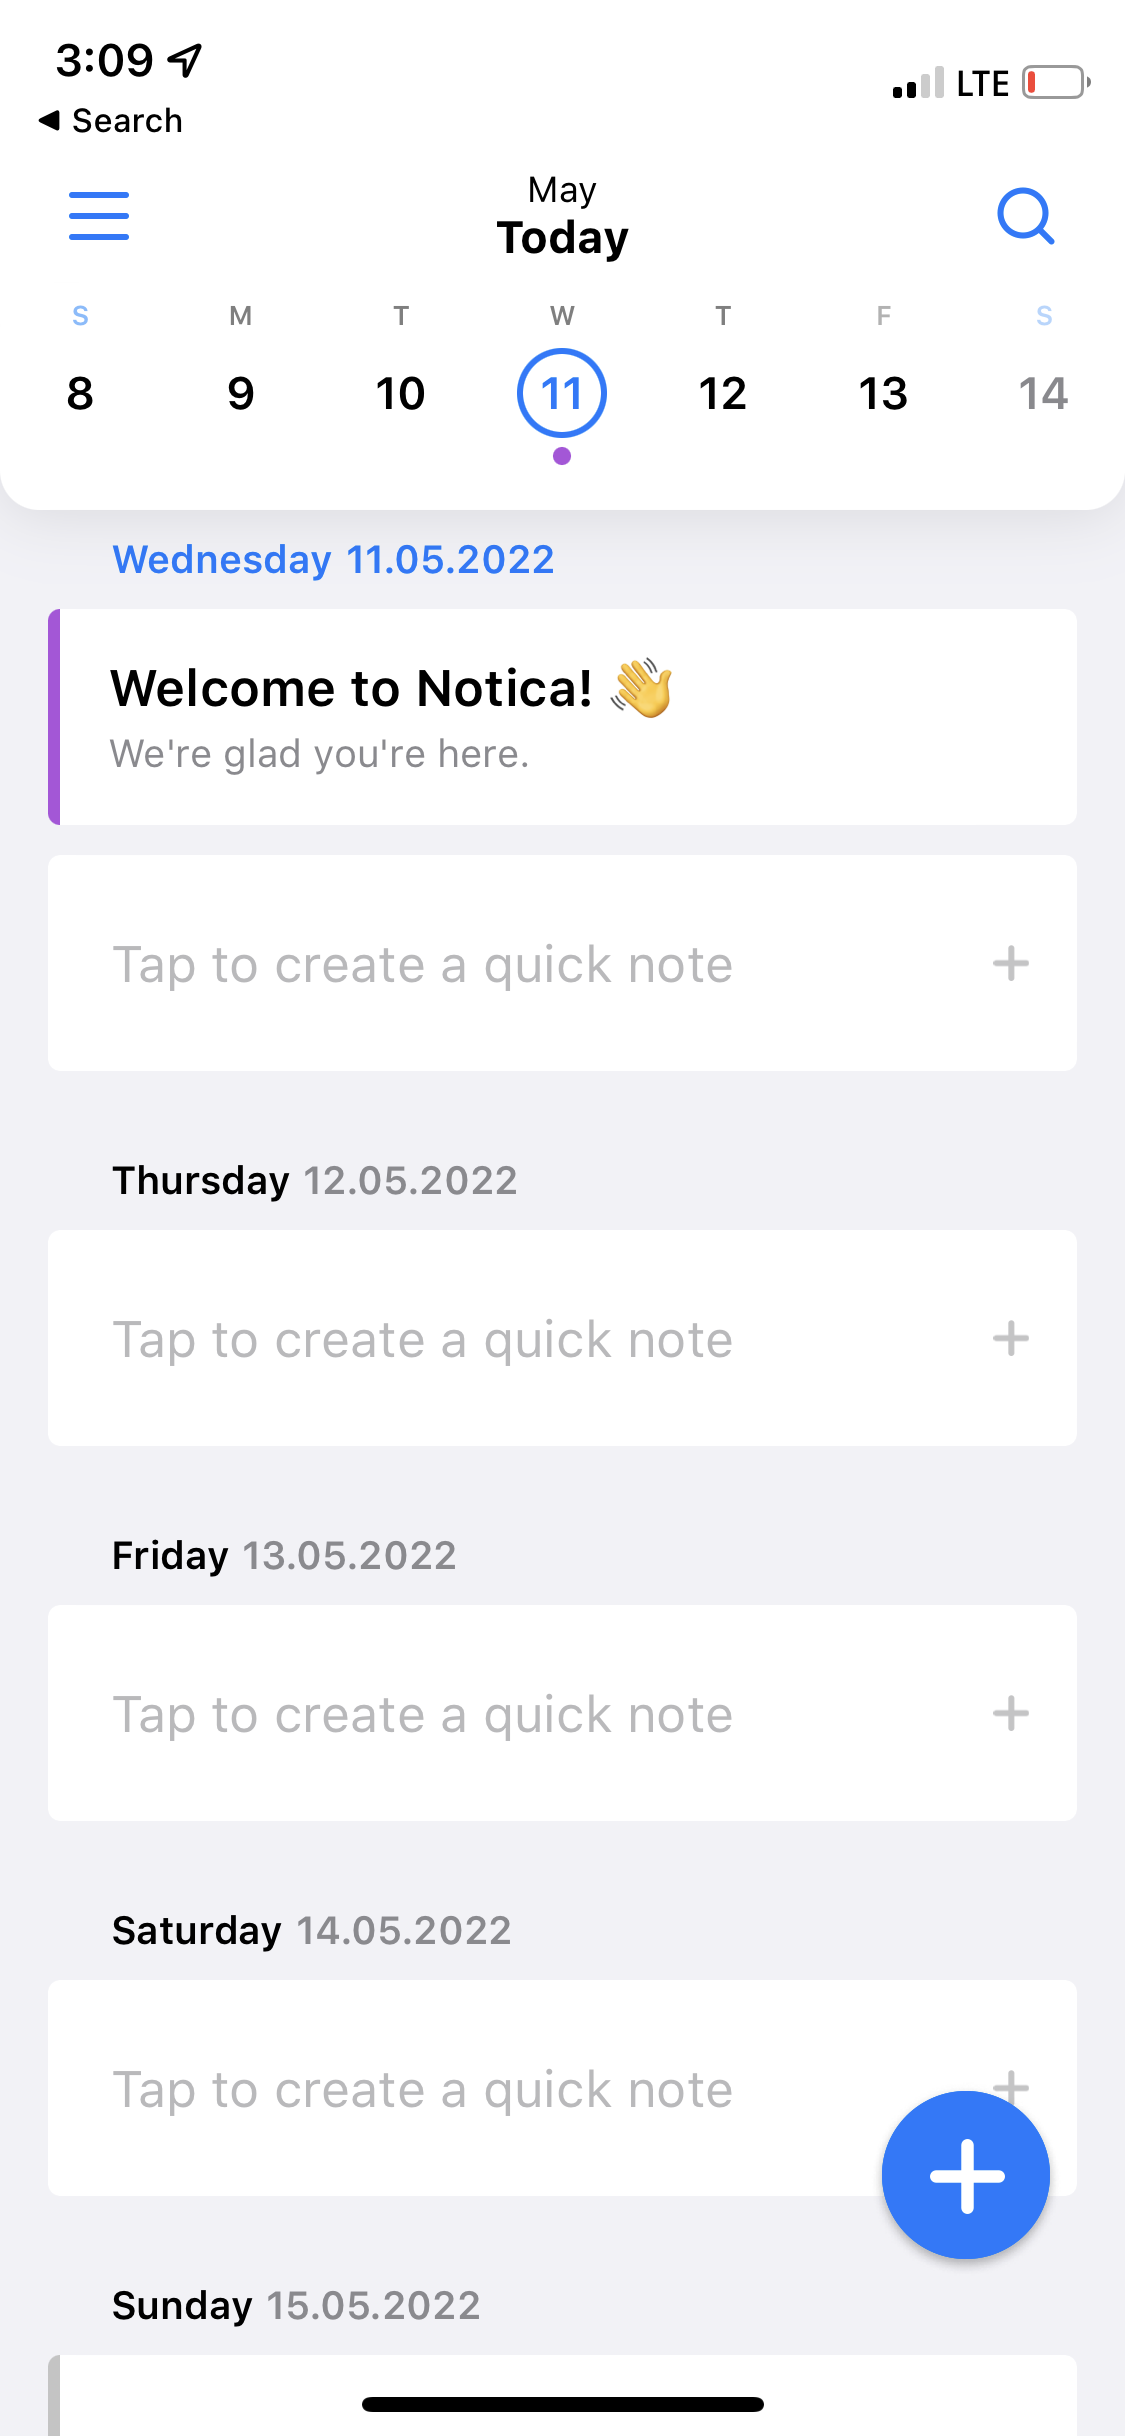 3:09
LTE
◀ Search
May
Today
S M T W T F S
8 9 10 11 12 13 14
Wednesday 11.05.2022
Welcome to Notica! 👋
We're glad you're here.
Tap to create a quick note +
Thursday 12.05.2022
Tap to create a quick note +
Friday 13.05.2022
Tap to create a quick note +
Saturday 14.05.2022
Tap to create a quick note +
+
Sunday 15.05.2022